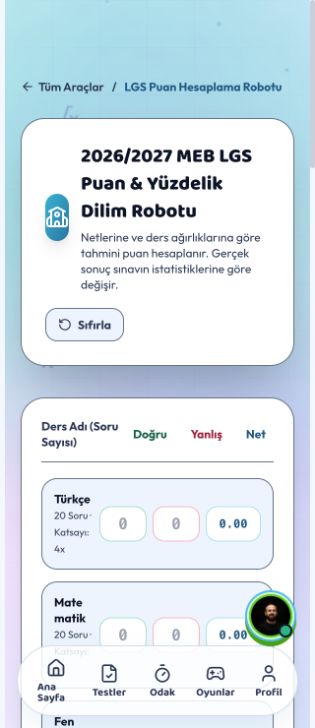 ← Tüm Araçlar / LGS Puan Hesaplama Robotu
2026/2027 MEB LGS
Puan & Yüzdelik
Dilim Robotu
Netlerine ve ders ağırlıklarına göre
tahmini puan hesaplanır. Gerçek
sonuç sınavın istatistiklerine göre
değişir.
Sıfırla
Ders Adı (Soru
Sayısı)
Doğru
Yanlış
Net
Türkçe
20 Soru ·
Katsayı:
4x
0
0
0.00
Mate
matik
20 Soru ·
Katsayı:
0
0
0.00
Ana
Sayfa
Testler
Odak
Oyunlar
Profil
Fen